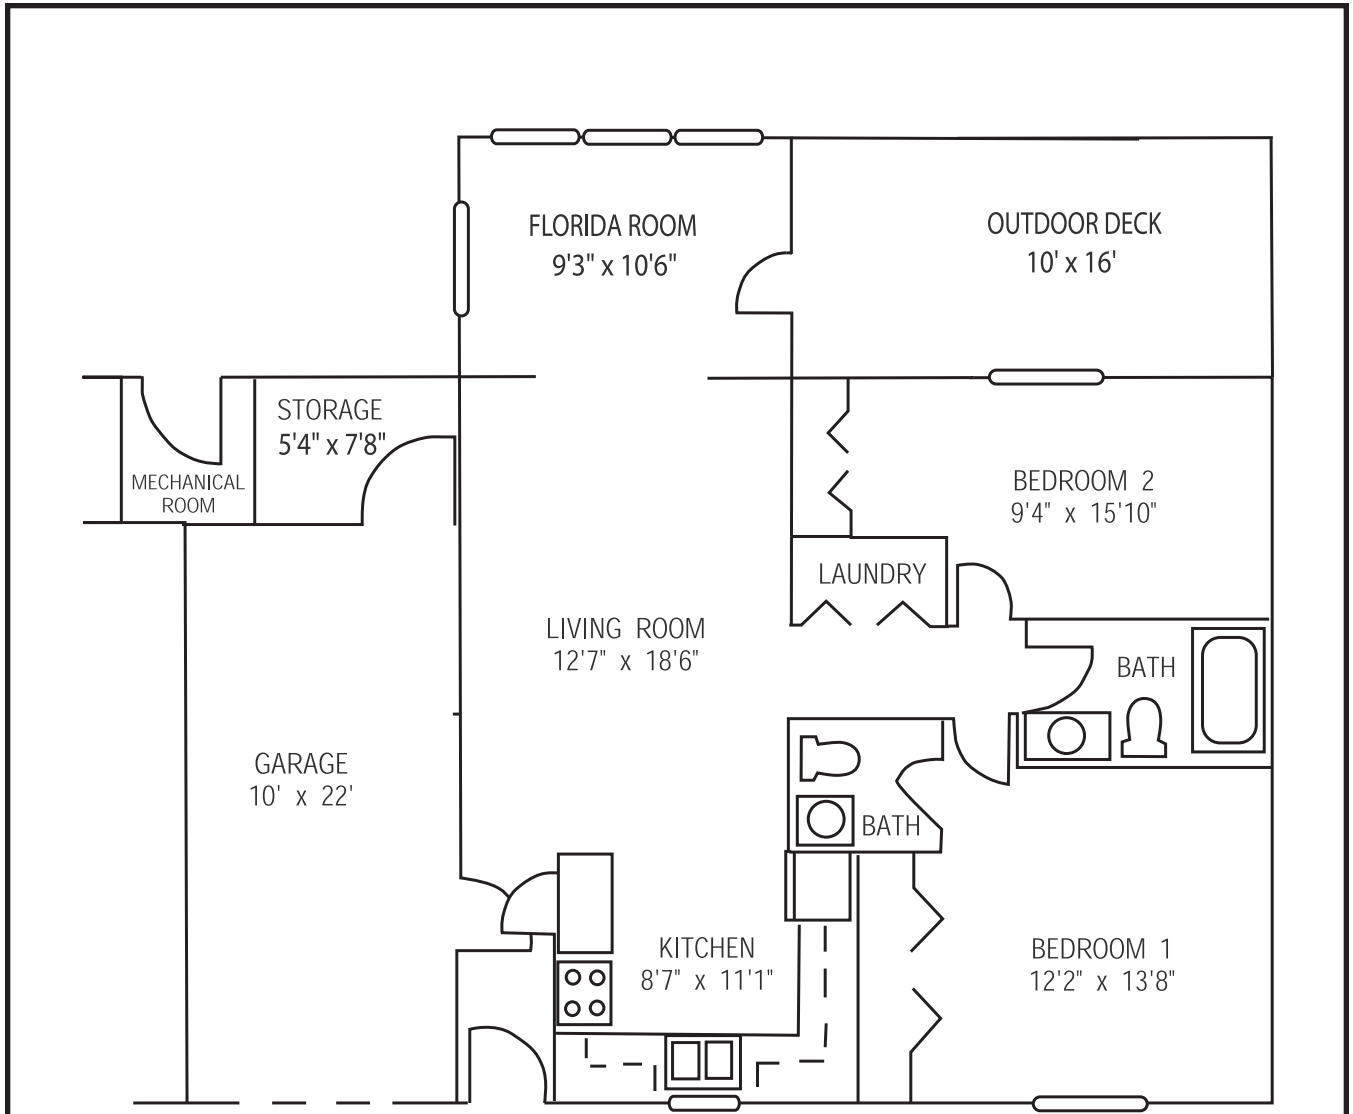 FLORIDA ROOM
9'3" x 10'6"
OUTDOOR DECK
10' x 16'
STORAGE
5'4" x 7'8"
MECHANICAL
ROOM
BEDROOM 2
9'4" x 15'10"
LAUNDRY
LIVING ROOM
12'7" x 18'6"
BATH
GARAGE
10' x 22'
BATH
KITCHEN
8'7" x 11'1"
BEDROOM 1
12'2" x 13'8"